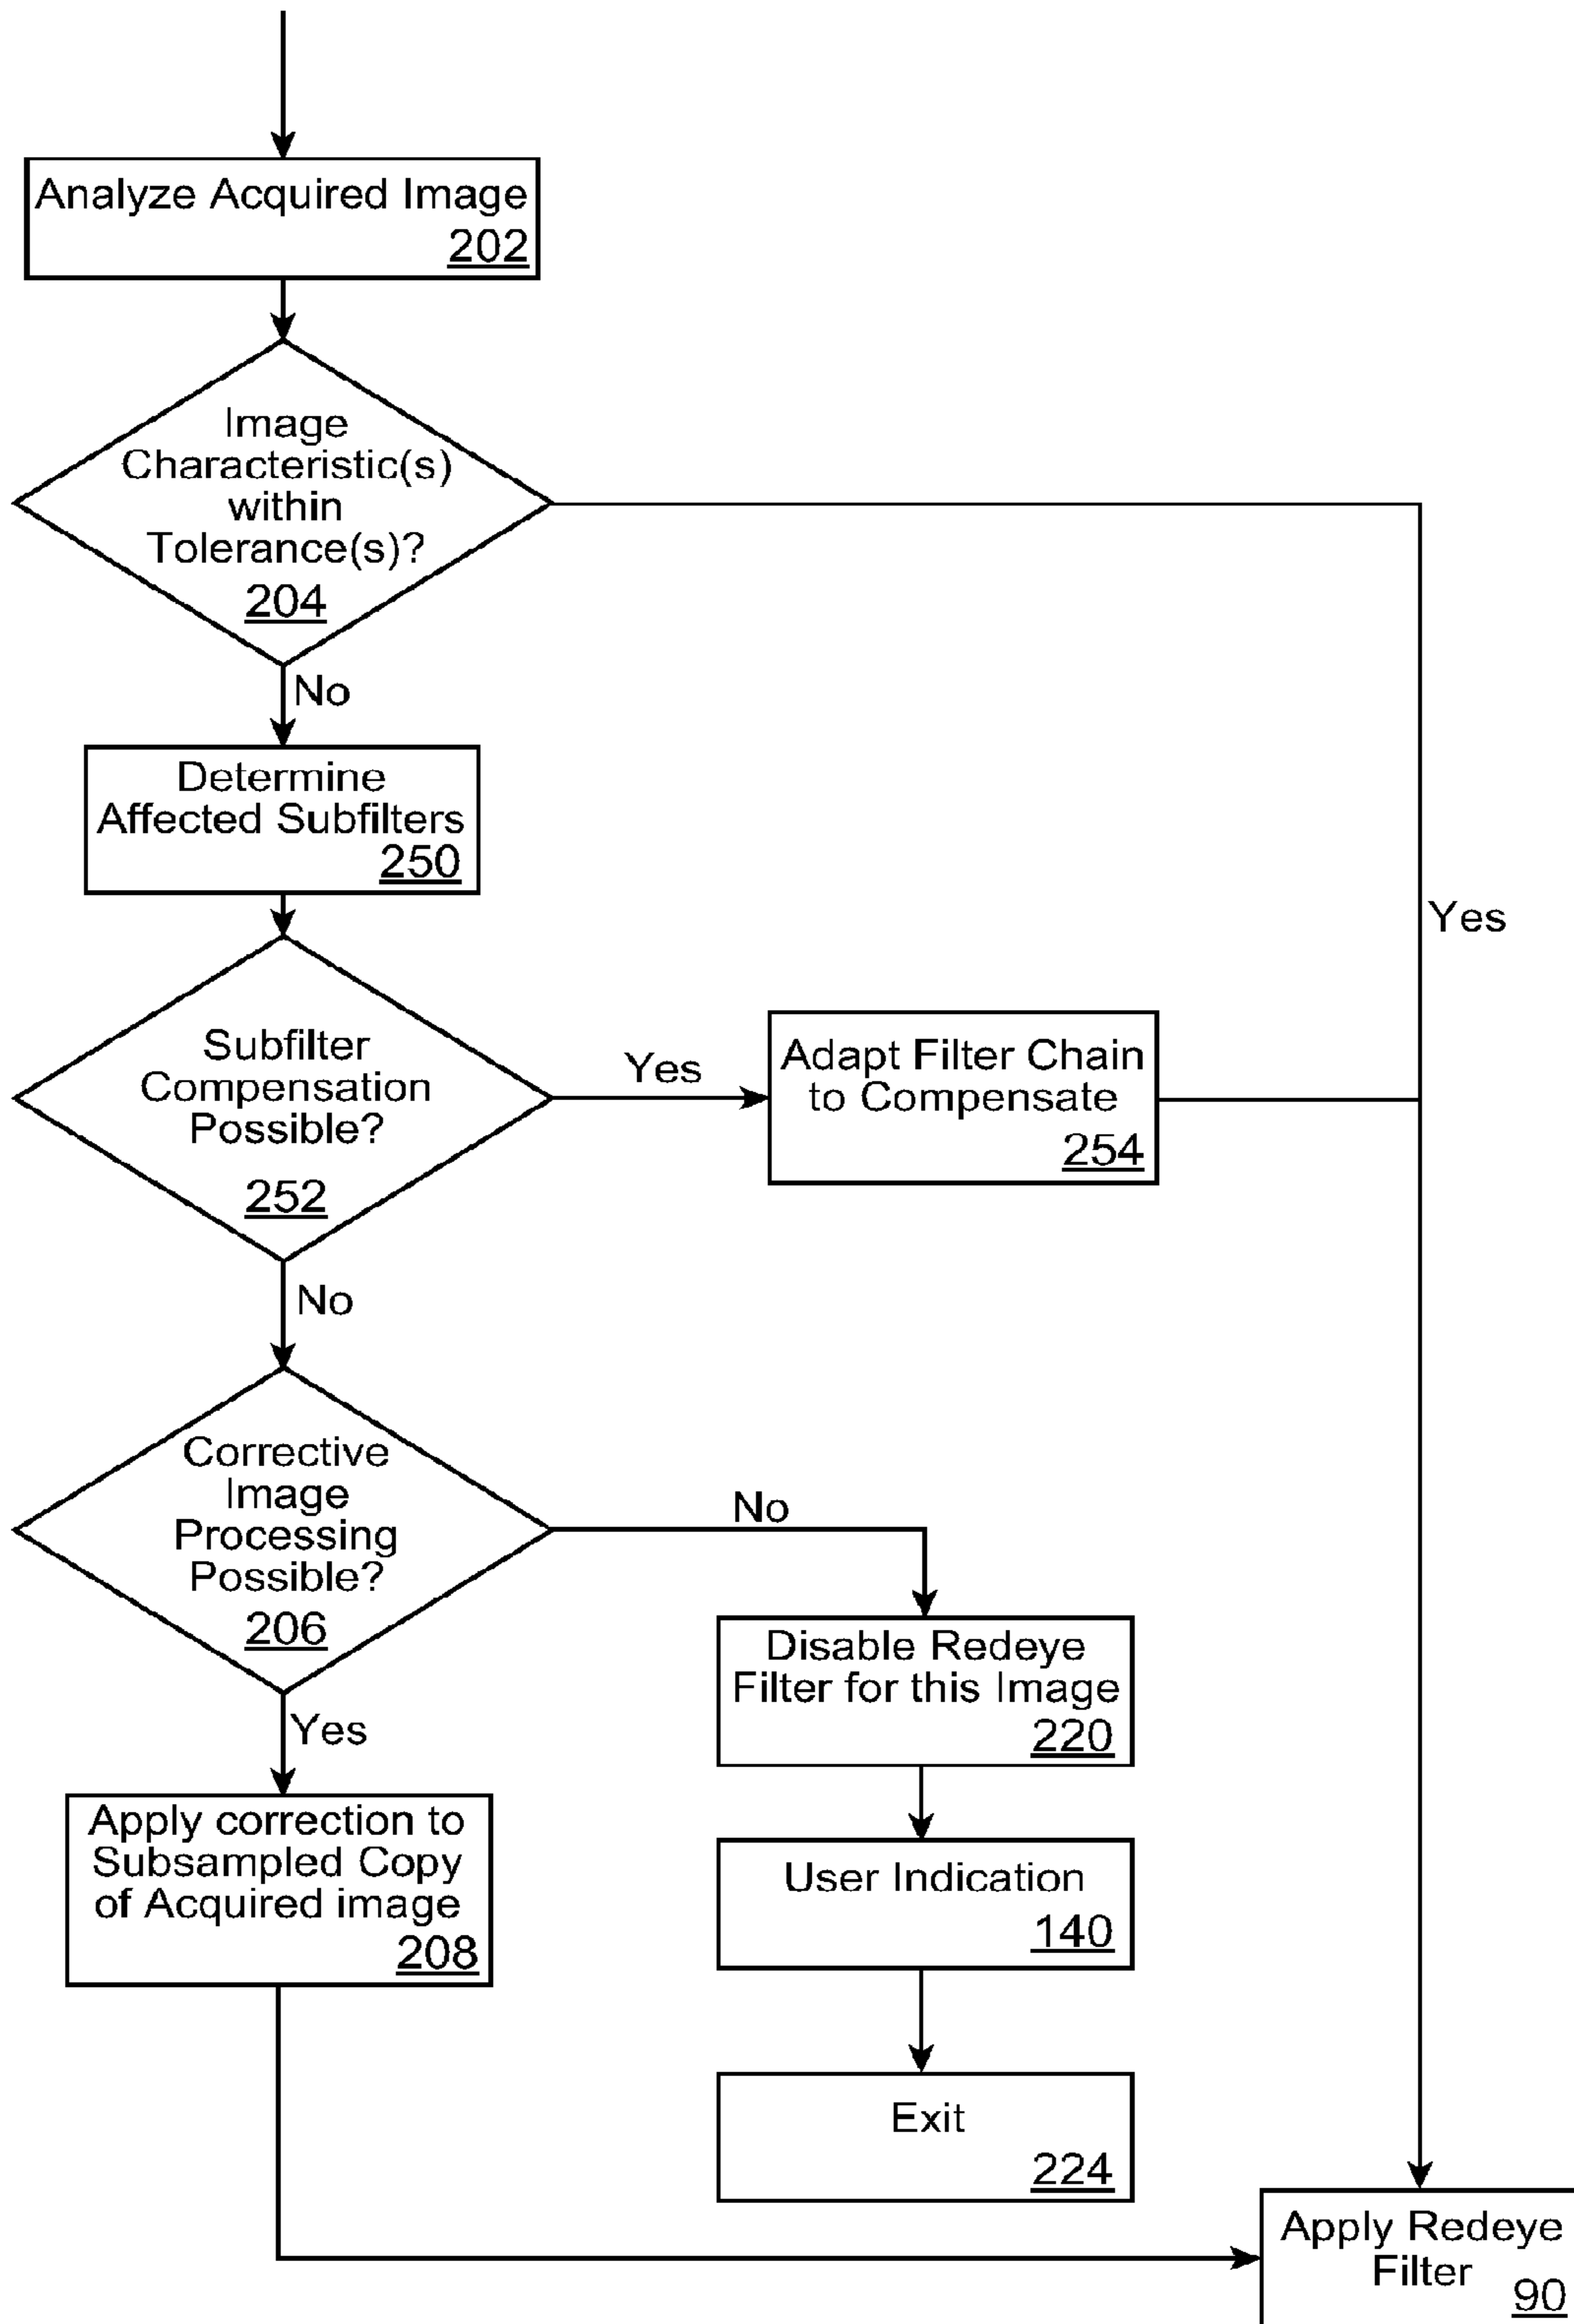 Analyze Acquired Image
202
Image
Characteristic(s)
within
Tolerance(s)?
204
No
Determine
Affected Subfilters
250
Yes
Subfilter
Compensation
Possible?
252
Yes
Adapt Filter Chain
to Compensate
254
No
Corrective
Image
Processing
Possible?
206
No
Disable Redeye
Filter for this Image
220
Yes
Apply correction to
Subsampled Copy
of Acquired image
208
User Indication
140
Exit
224
Apply Redeye
Filter
90